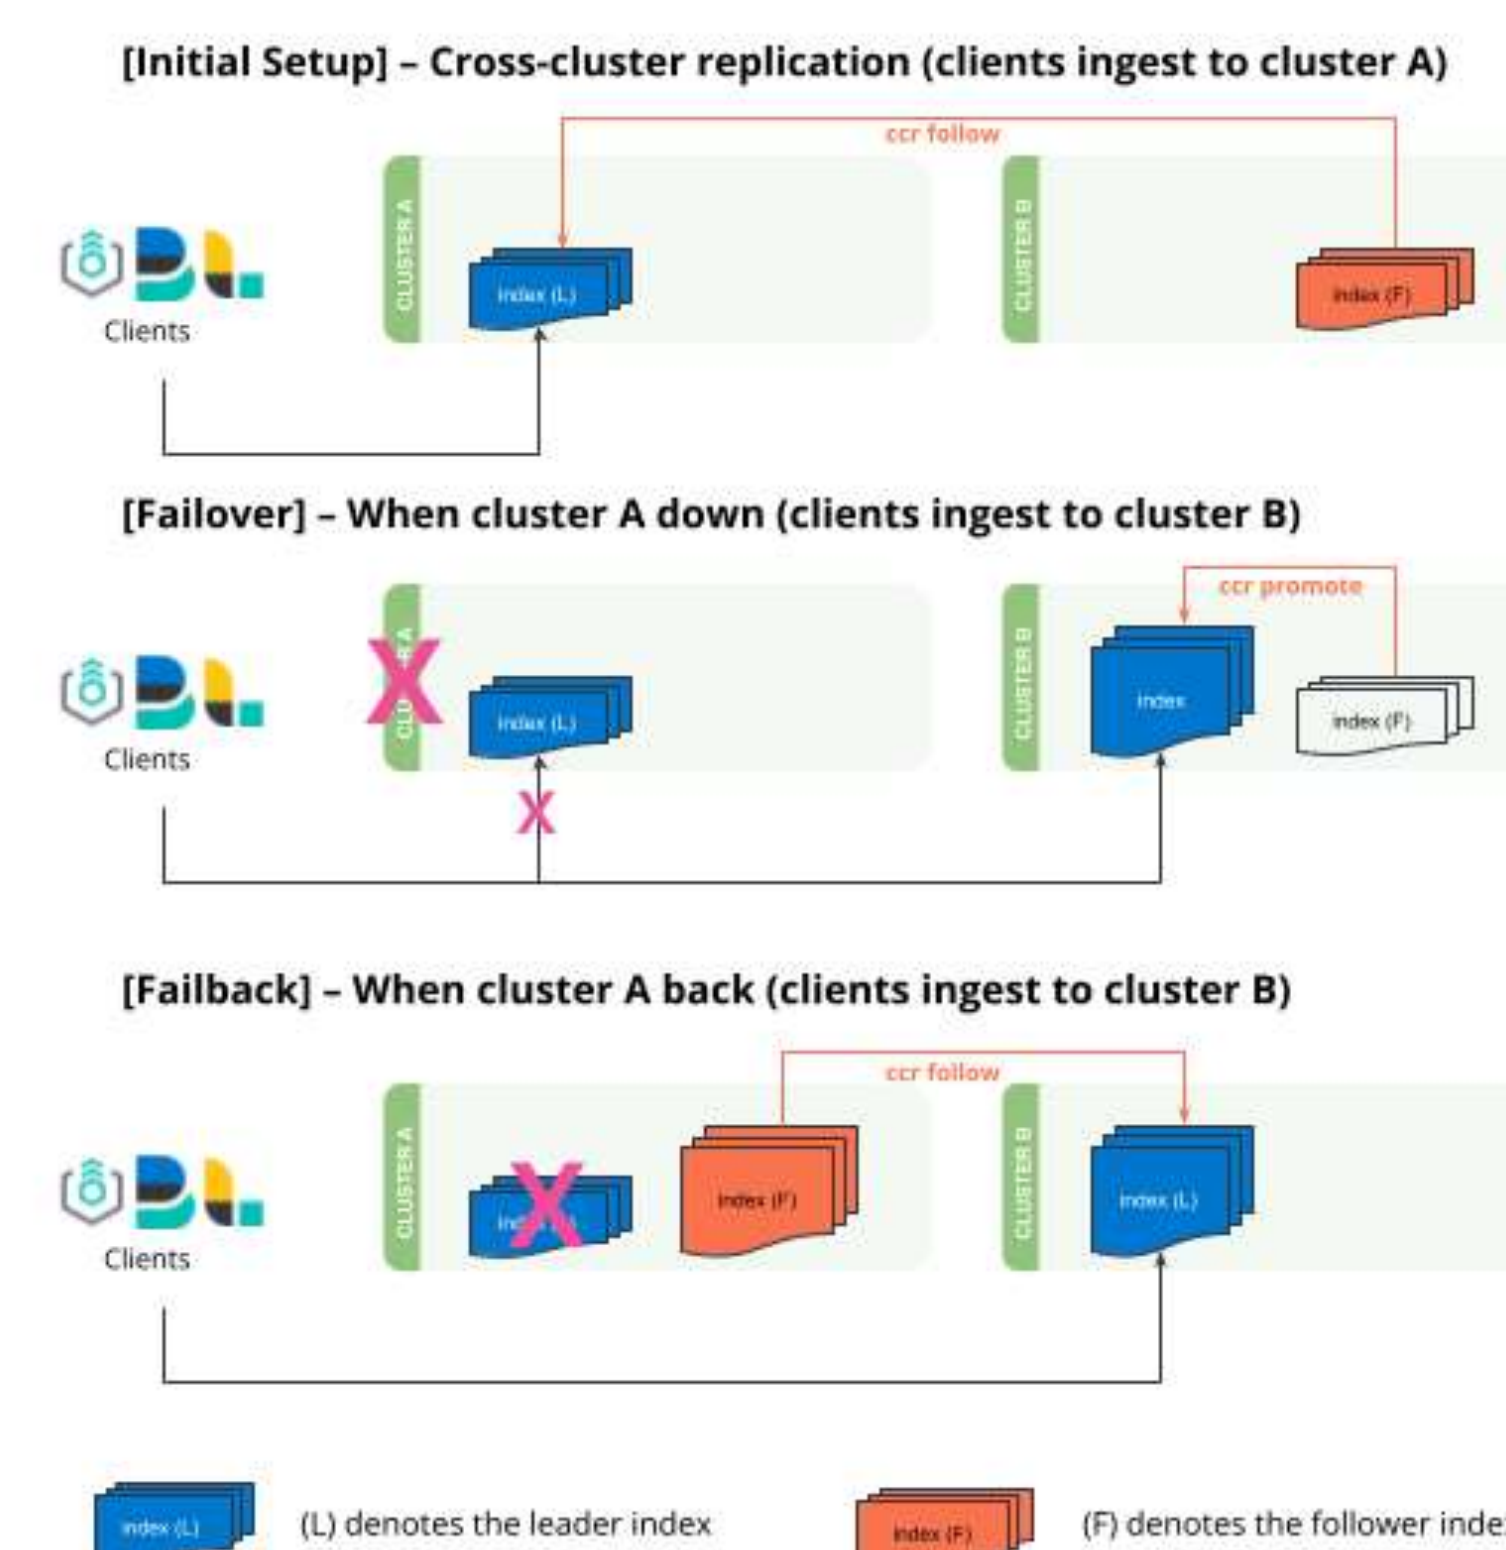 [Initial Setup] – Cross-cluster replication (clients ingest to cluster A)
ccr follow
CLUSTER A
CLUSTER B
index (L)
index (F)
Clients
[Failover] – When cluster A down (clients ingest to cluster B)
ccr promote
CLUSTER B
X
index
index (L)
index (F)
Clients
X
[Failback] – When cluster A back (clients ingest to cluster B)
ccr follow
CLUSTER A
CLUSTER B
X
index (F)
index (L)
Clients
index (L)
(L) denotes the leader index
index (F)
(F) denotes the follower